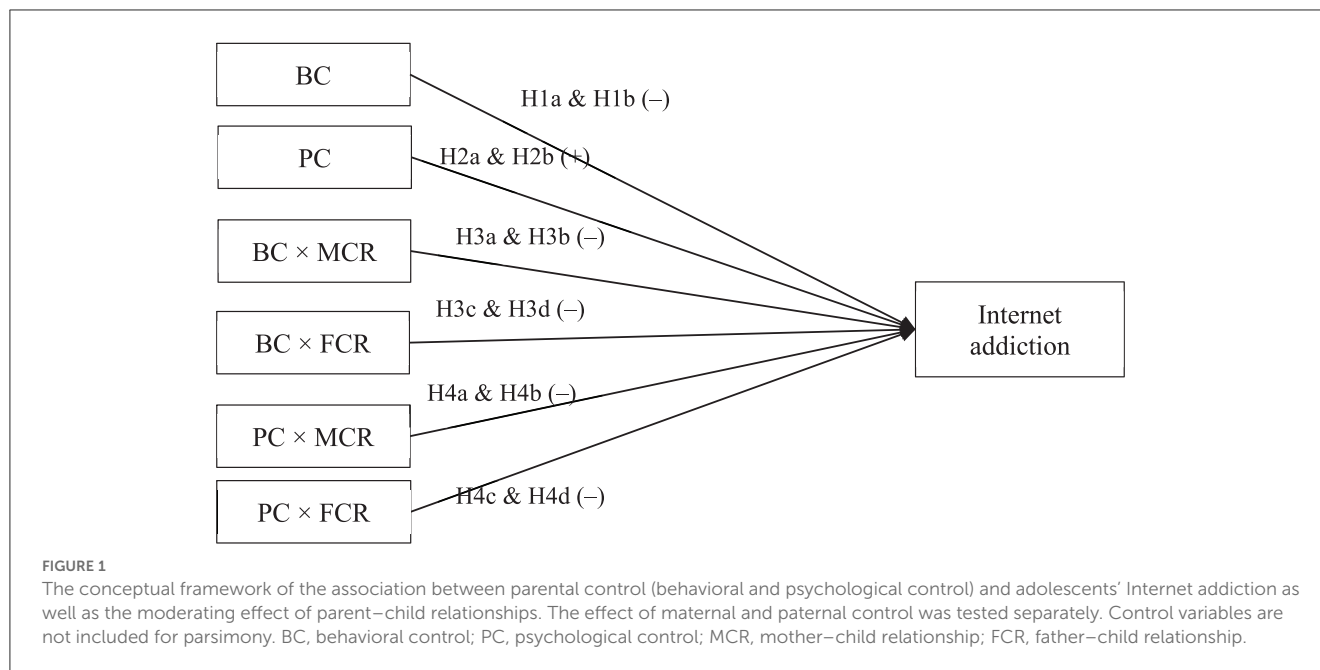 BC
H1a & H1b (–)
PC
H2a & H2b (+)
BC × MCR
H3a & H3b (–)
BC × FCR
H3c & H3d (–)
Internet
addiction
PC × MCR
H4a & H4b (–)
PC × FCR
H4c & H4d (–)
FIGURE 1
The conceptual framework of the association between parental control (behavioral and psychological control) and adolescents’ Internet addiction as
well as the moderating effect of parent–child relationships. The effect of maternal and paternal control was tested separately. Control variables are
not included for parsimony. BC, behavioral control; PC, psychological control; MCR, mother–child relationship; FCR, father–child relationship.